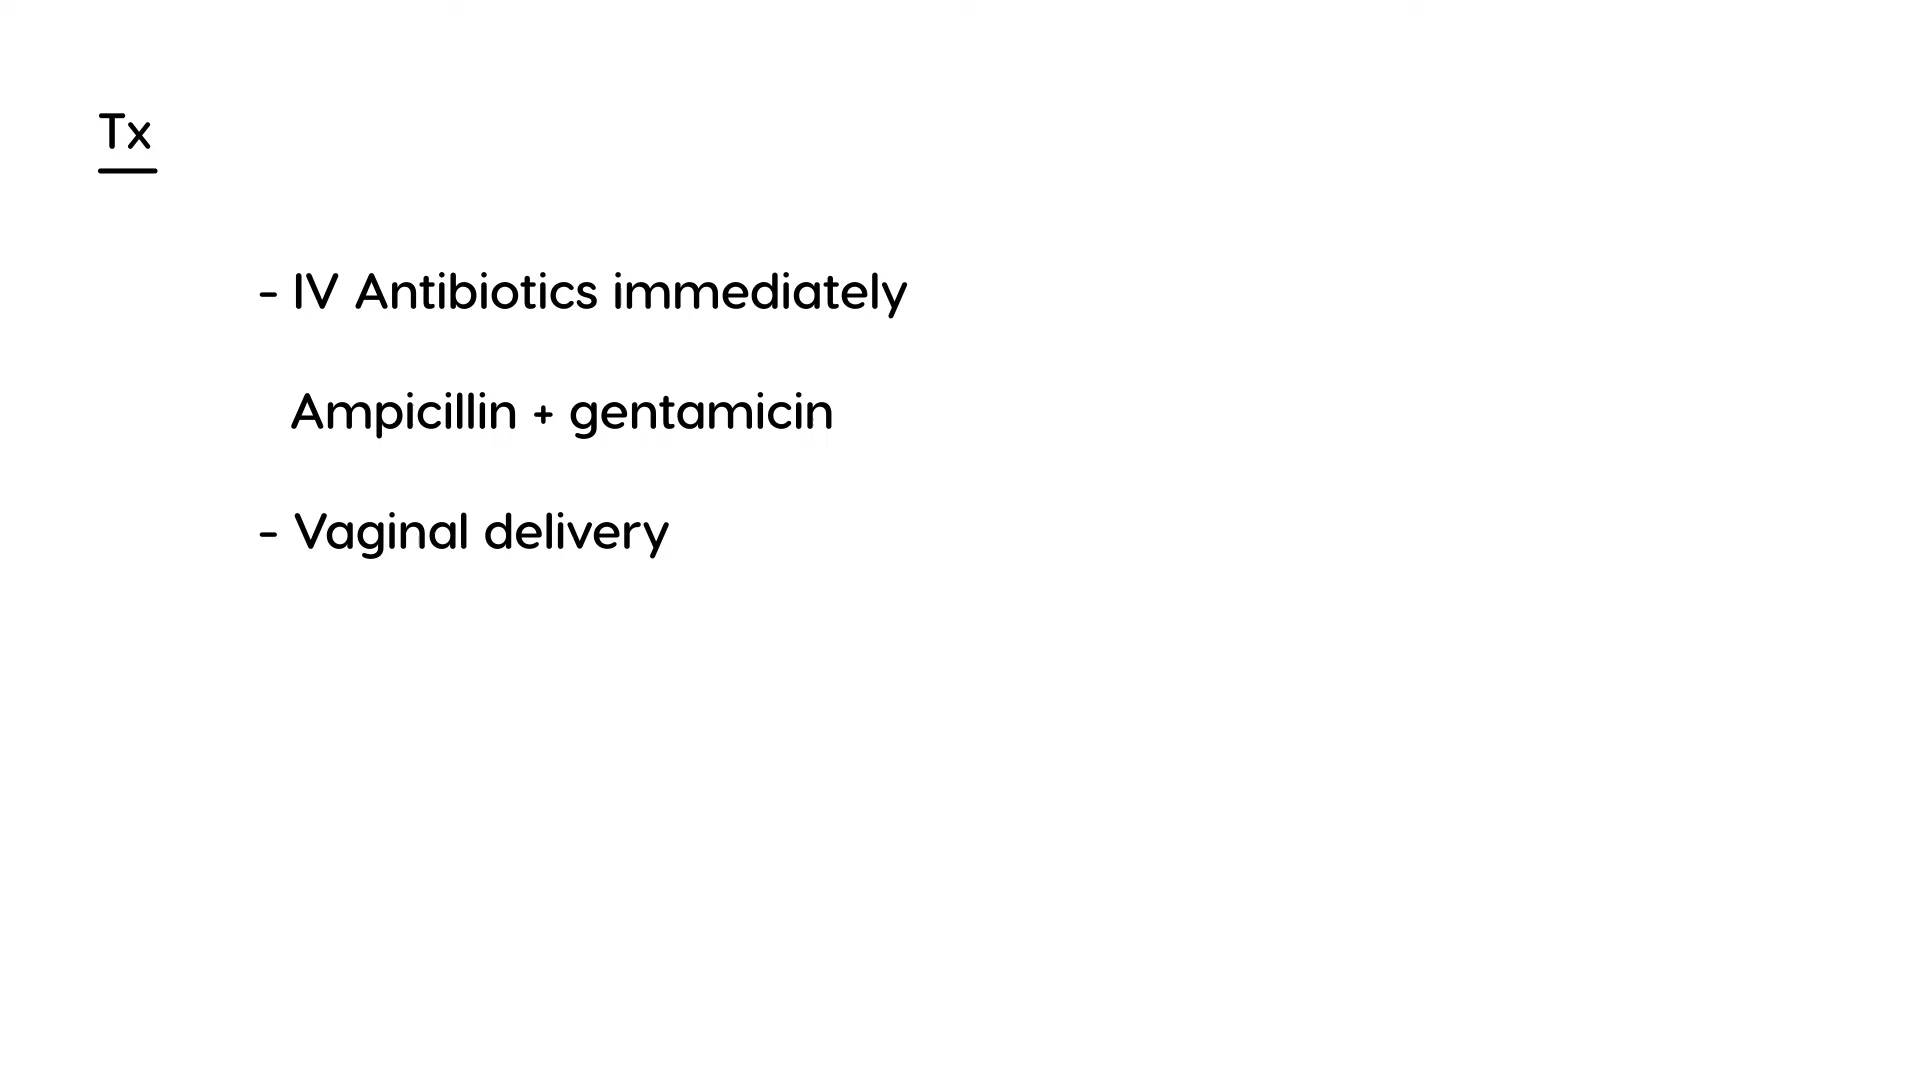 Tx
- IV Antibiotics immediately
Ampicillin + gentamicin
- Vaginal delivery